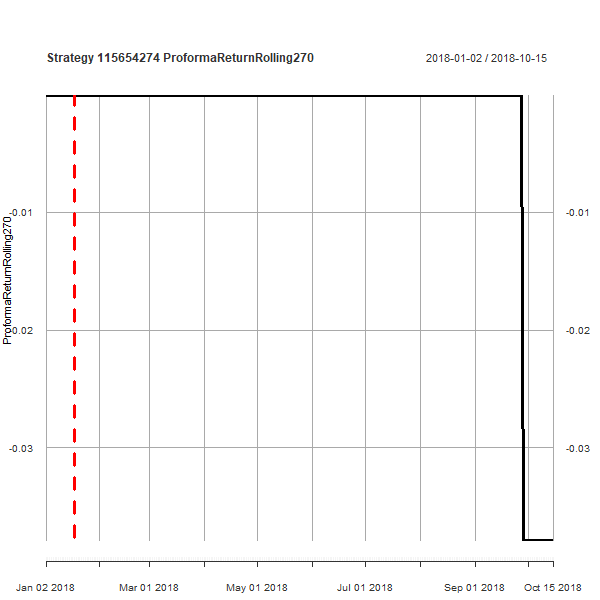 Strategy 115654274 ProformaReturnRolling270
2018-01-02 / 2018-10-15
ProformaReturnRolling270
-0.01
-0.02
-0.03
-0.01
-0.02
-0.03
Jan 02 2018
Mar 01 2018
May 01 2018
Jul 01 2018
Sep 01 2018
Oct 15 2018